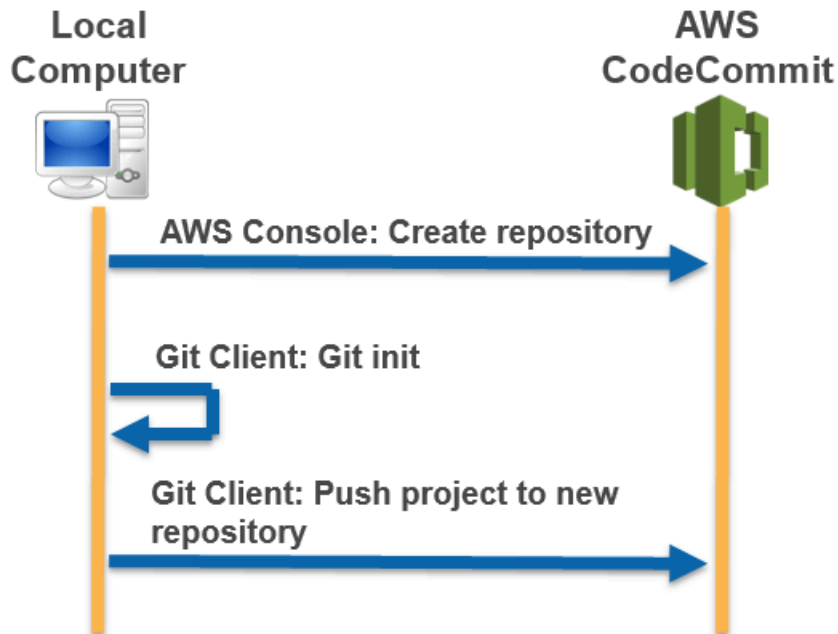 Local
Computer
AWS
CodeCommit
AWS Console: Create repository
Git Client: Git init
Git Client: Push project to new
repository